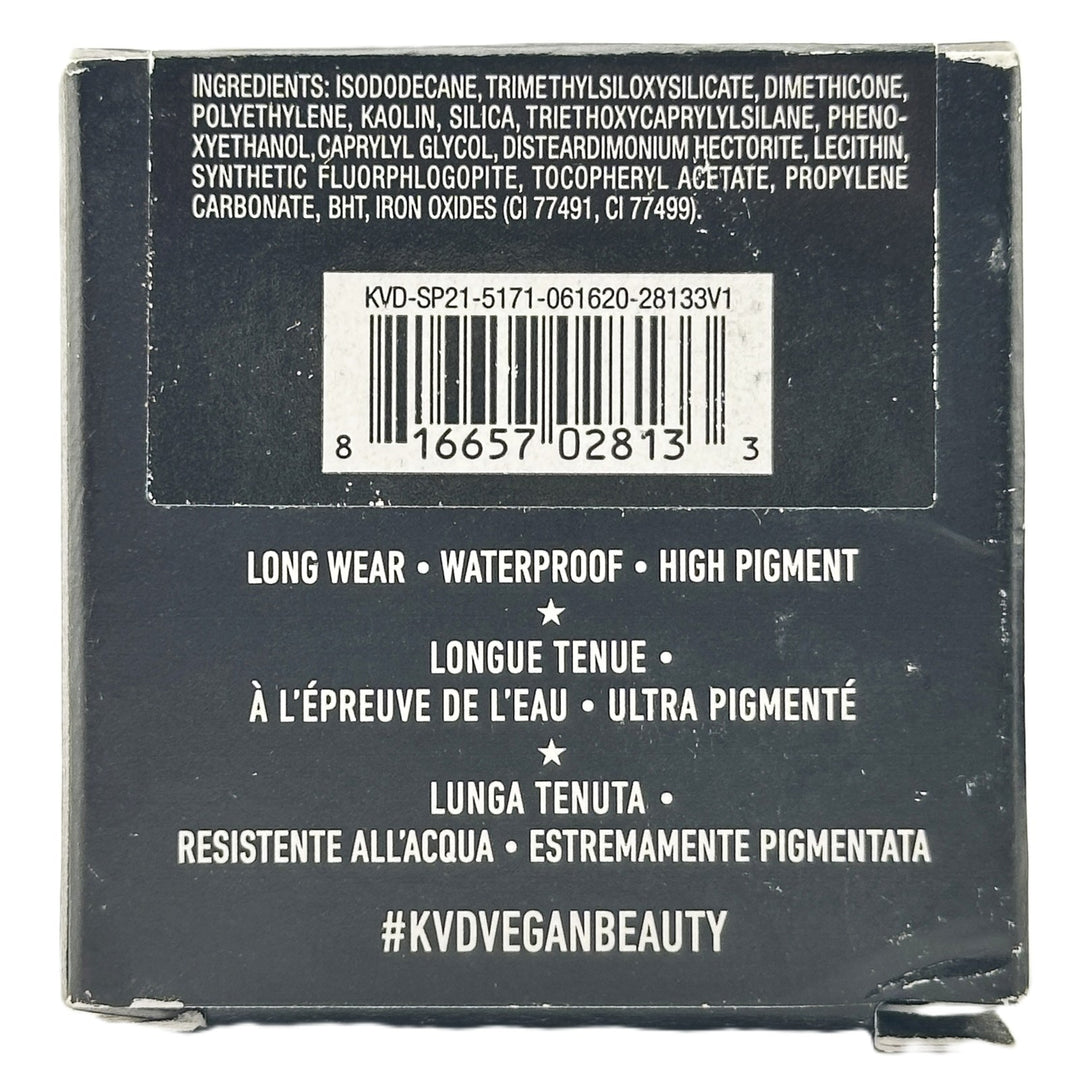 INGREDIENTS: ISODODECANE, TRIMETHYLSILOXYSILICATE, DIMETHICONE,
POLYETHYLENE, KAOLIN, SILICA, TRIETHOXYCAPRYLYLSILANE, PHENO-
XYETHANOL, CAPRYLYL GLYCOL, DISTEARDIMONIUM HECTORITE, LECITHIN,
SYNTHETIC FLUORPHLOGOPITE, TOCOPHERYL ACETATE, PROPYLENE
CARBONATE, BHT, IRON OXIDES (CI 77491, CI 77499).
KVD-SP21-5171-061620-28133V1
8 16657 02813 3
LONG WEAR • WATERPROOF • HIGH PIGMENT
★
LONGUE TENUE •
À L'ÉPREUVE DE L'EAU • ULTRA PIGMENTÉ
★
LUNGA TENUTA •
RESISTENTE ALL'ACQUA • ESTREMAMENTE PIGMENTATA
#KVDVEGANBEAUTY